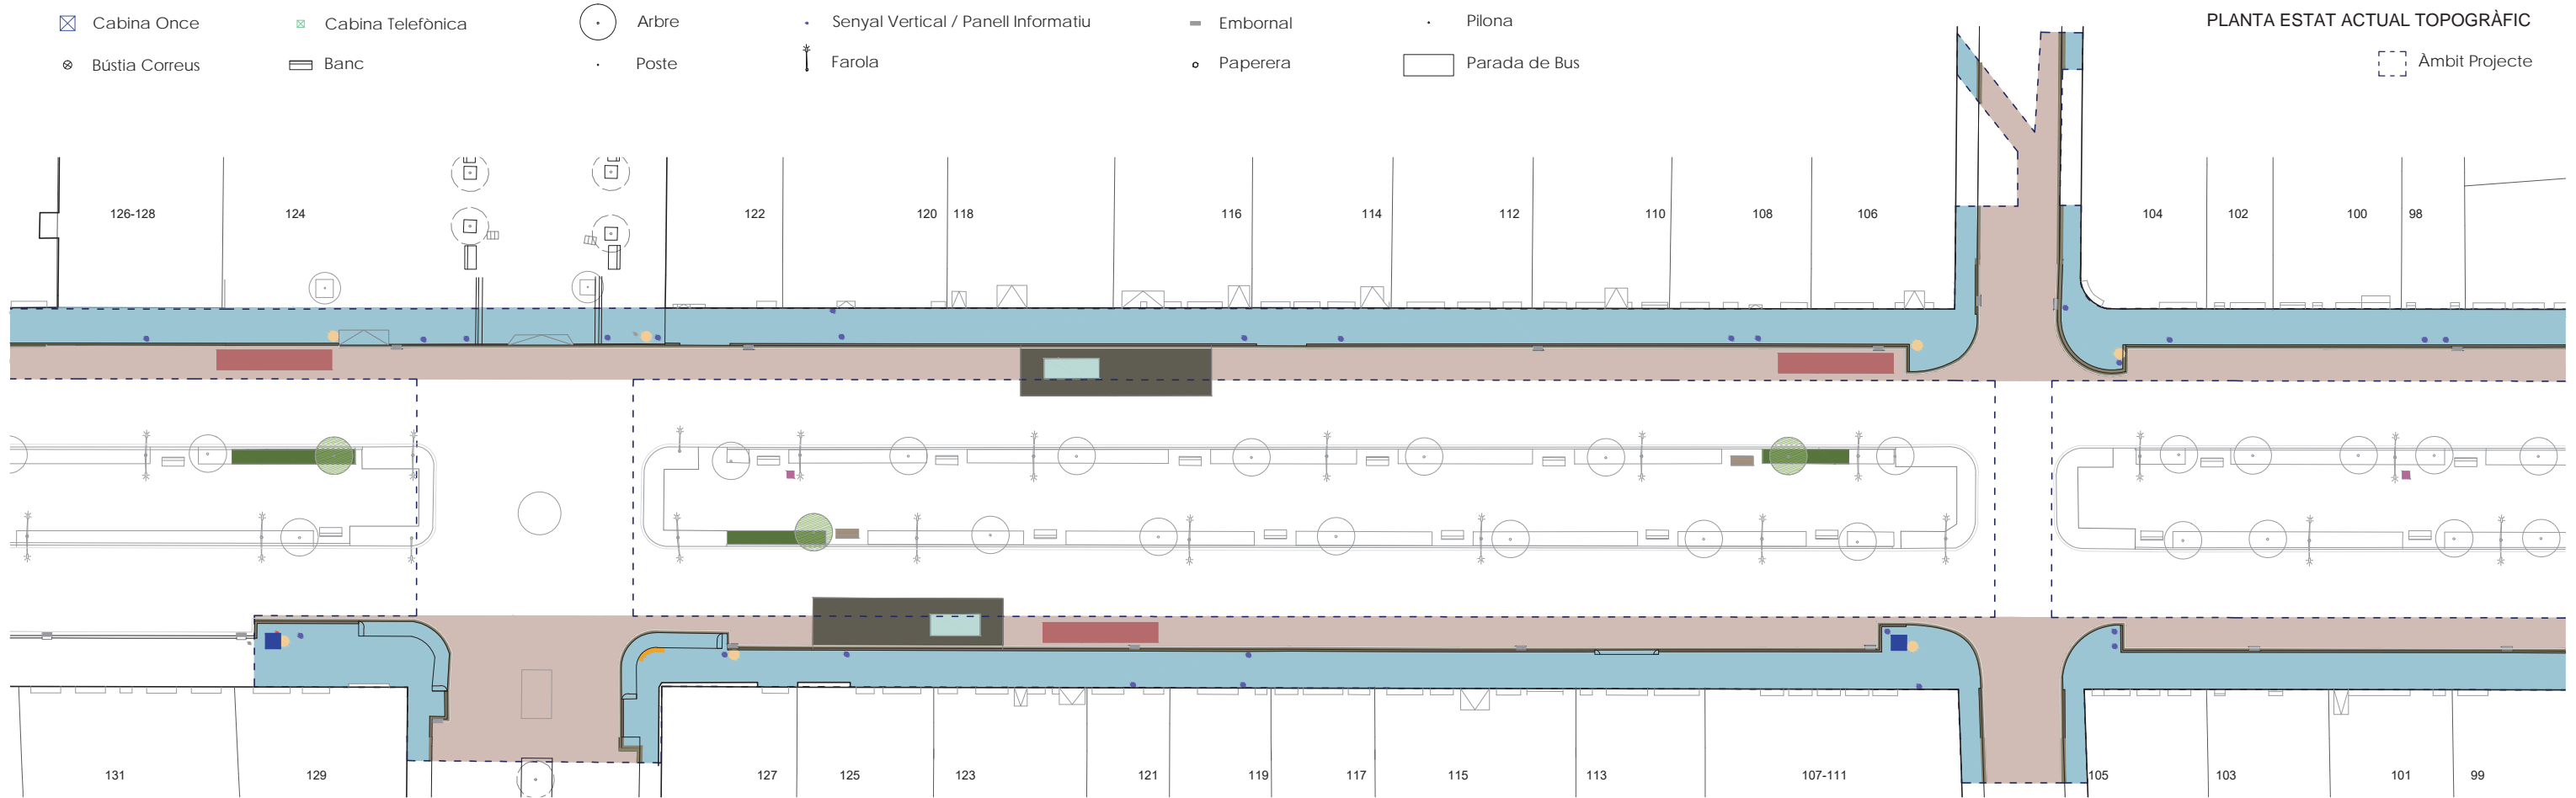 Cabina Once
Cabina Telefònica
Arbre
Senyal Vertical / Panell Informatiu
Embornal
Pilona
PLANTA ESTAT ACTUAL TOPOGRÀFIC
Bústia Correus
Banc
Poste
Farola
Paperera
Parada de Bus
Àmbit Projecte
126-128
124
122
120
118
116
114
112
110
108
106
104
102
100
98
131
129
127
125
123
121
119
117
115
113
107-111
105
103
101
99